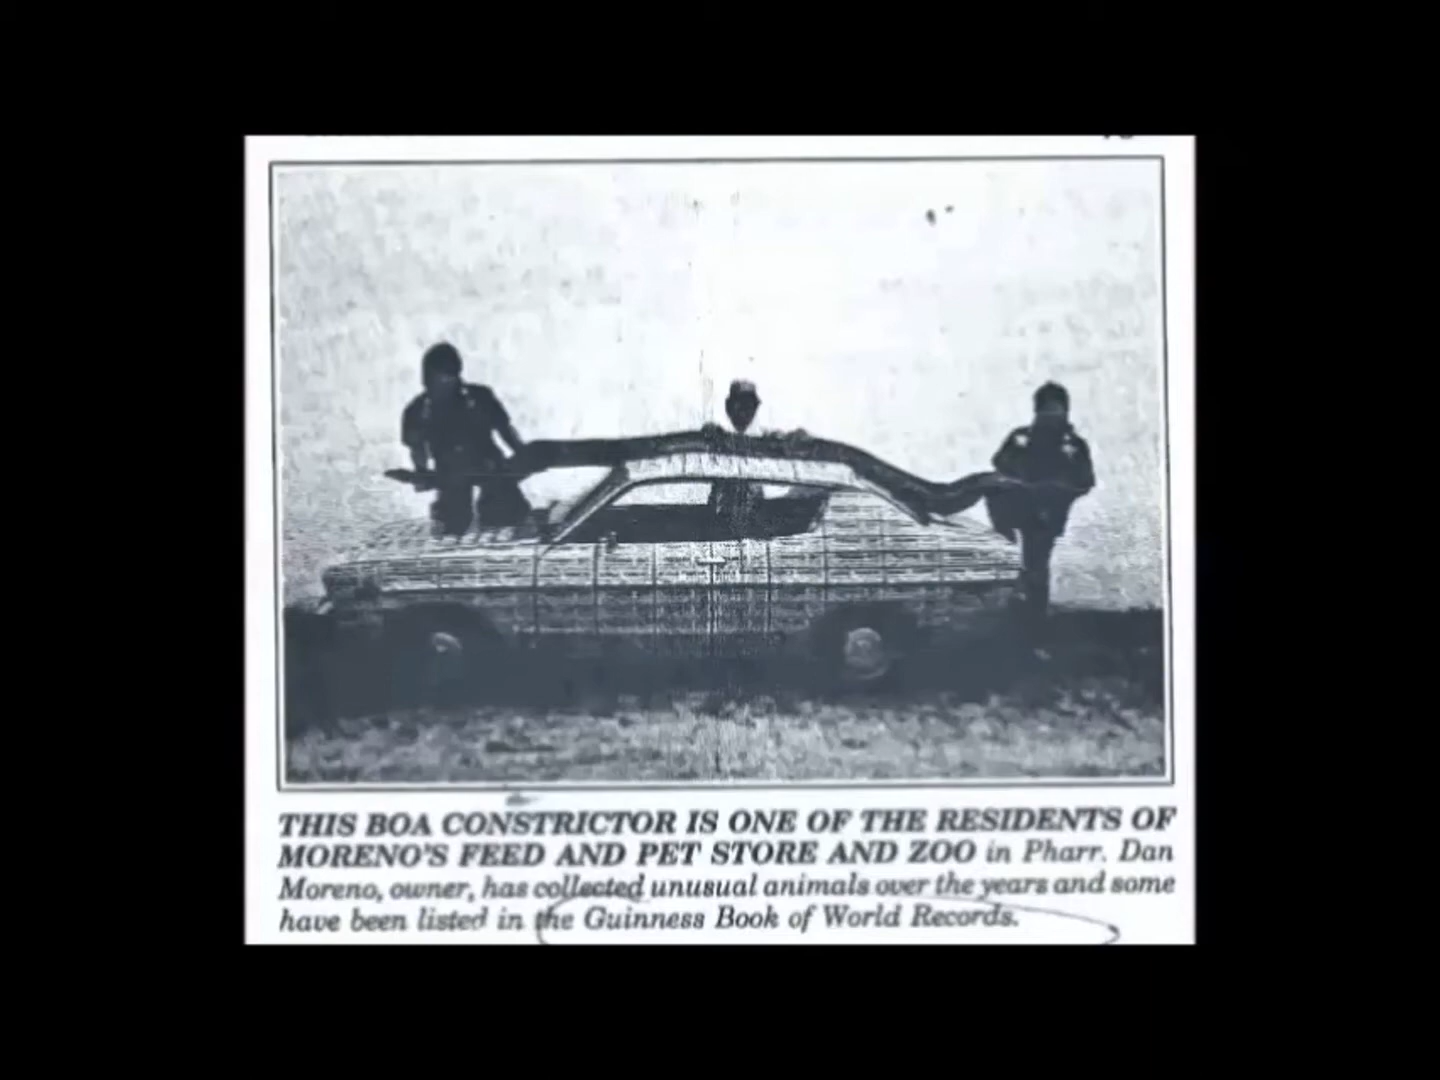 THIS BOA CONSTRICTOR IS ONE OF THE RESIDENTS OF
MORENO'S FEED AND PET STORE AND ZOO in Pharr. Dan
Moreno, owner, has collected unusual animals over the years and some
have been listed in the Guinness Book of World Records.